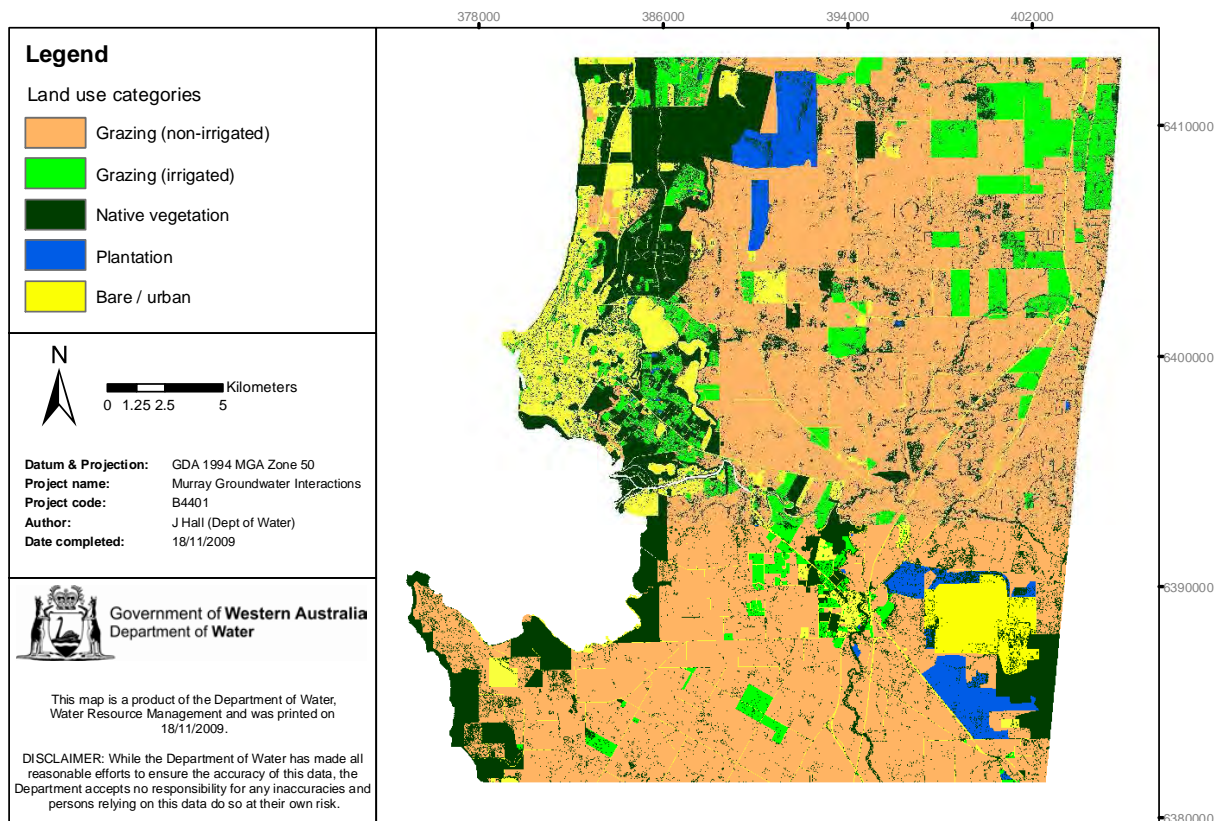 378000
386000
394000
402000
Legend
Land use categories
Grazing (non-irrigated)
Grazing (irrigated)
Native vegetation
Plantation
Bare / urban
N
Kilometers
0 1.25 2.5 5
Datum & Projection: GDA 1994 MGA Zone 50
Project name: Murray Groundwater Interactions
Project code: B4401
Author: J Hall (Dept of Water)
Date completed: 18/11/2009
Government of Western Australia
Department of Water
This map is a product of the Department of Water,
Water Resource Management and was printed on
18/11/2009.
DISCLAIMER: While the Department of Water has made all
reasonable efforts to ensure the accuracy of this data, the
Department accepts no responsibility for any inaccuracies and
persons relying on this data do so at their own risk.
6410000
6400000
6390000
6380000